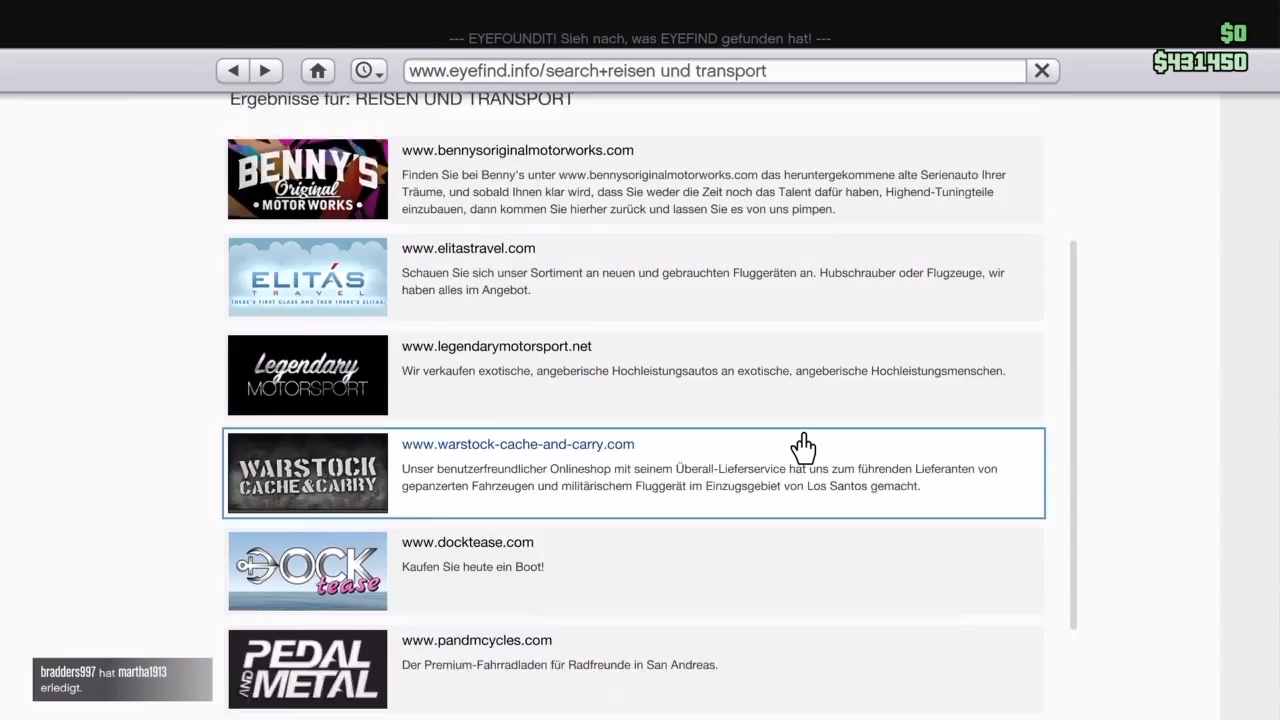 --- EYEFOUNDIT! Sieh nach, was EYEFIND gefunden hat! ---
$0
$431450
www.eyefind.info/search+reisen und transport
Ergebnisse für: REISEN UND TRANSPORT
BENNY'S
Original
• MOTOR WORKS •
www.bennysoriginalmotorworks.com
Finden Sie bei Benny's unter www.bennysoriginalmotorworks.com das heruntergekommene alte Serienauto Ihrer
Träume, und sobald Ihnen klar wird, dass Sie weder die Zeit noch das Talent dafür haben, Highend-Tuningteile
einzubauen, dann kommen Sie hierher zurück und lassen Sie es von uns pimpen.
ELITÁS
TRAVEL
THERE'S FIRST CLASS AND THEN THERE'S ELITAS.
www.elitastravel.com
Schauen Sie sich unser Sortiment an neuen und gebrauchten Fluggeräten an. Hubschrauber oder Flugzeuge, wir
haben alles im Angebot.
Legendary
MOTORSPORT
www.legendarymotorsport.net
Wir verkaufen exotische, angeberische Hochleistungsautos an exotische, angeberische Hochleistungsmenschen.
WARSTOCK
CACHE & CARRY
www.warstock-cache-and-carry.com
Unser benutzerfreundlicher Onlineshop mit seinem Überall-Lieferservice hat uns zum führenden Lieferanten von
gepanzerten Fahrzeugen und militärischem Fluggerät im Einzugsgebiet von Los Santos gemacht.
DOCK
tease
www.docktease.com
Kaufen Sie heute ein Boot!
PEDAL
AND METAL
www.pandmcycles.com
Der Premium-Fahrradladen für Radfreunde in San Andreas.
bradders997 hat martha1913
erledigt.